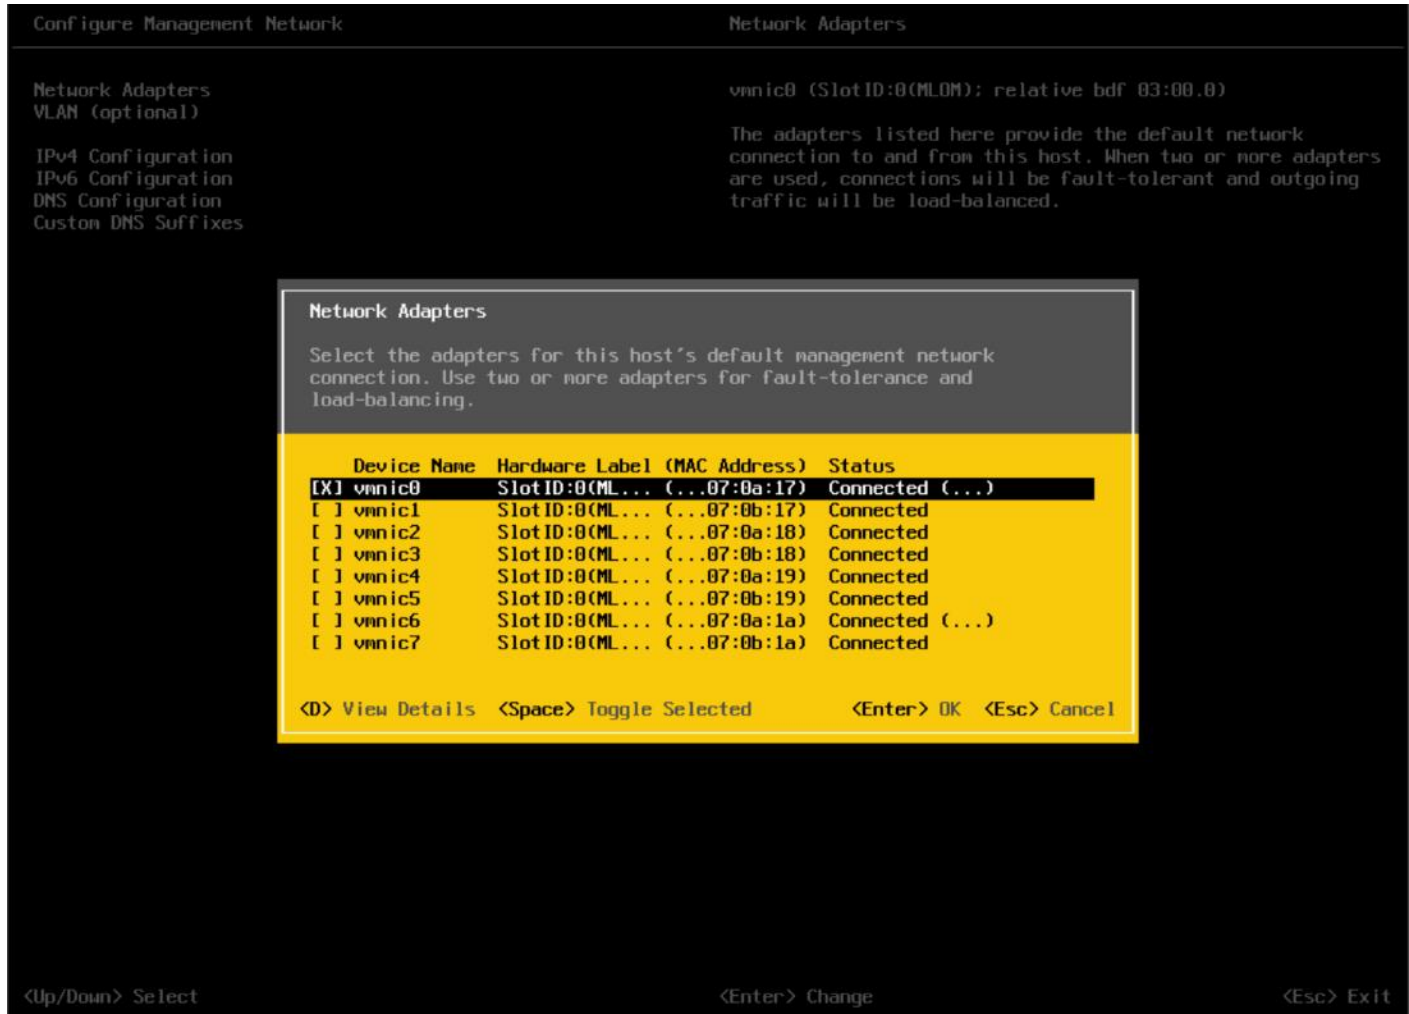 Configure Management Network
Network Adapters
Network Adapters
VLAN (optional)
IPv4 Configuration
IPv6 Configuration
DNS Configuration
Custom DNS Suffixes
vmnic0 (SlotID:0(MLOM); relative bdf 03:00.0)
The adapters listed here provide the default network
connection to and from this host. When two or more adapters
are used, connections will be fault-tolerant and outgoing
traffic will be load-balanced.
Network Adapters
Select the adapters for this host's default management network
connection. Use two or more adapters for fault-tolerance and
load-balancing.
Device Name Hardware Label (MAC Address) Status
[X] vmnic0 SlotID:0(ML... (...07:0a:17) Connected (...)
[ ] vmnic1 SlotID:0(ML... (...07:0b:17) Connected
[ ] vmnic2 SlotID:0(ML... (...07:0a:18) Connected
[ ] vmnic3 SlotID:0(ML... (...07:0b:18) Connected
[ ] vmnic4 SlotID:0(ML... (...07:0a:19) Connected
[ ] vmnic5 SlotID:0(ML... (...07:0b:19) Connected
[ ] vmnic6 SlotID:0(ML... (...07:0a:1a) Connected (...)
[ ] vmnic7 SlotID:0(ML... (...07:0b:1a) Connected
<D> View Details <Space> Toggle Selected <Enter> OK <Esc> Cancel
<Up/Down> Select <Enter> Change <Esc> Exit